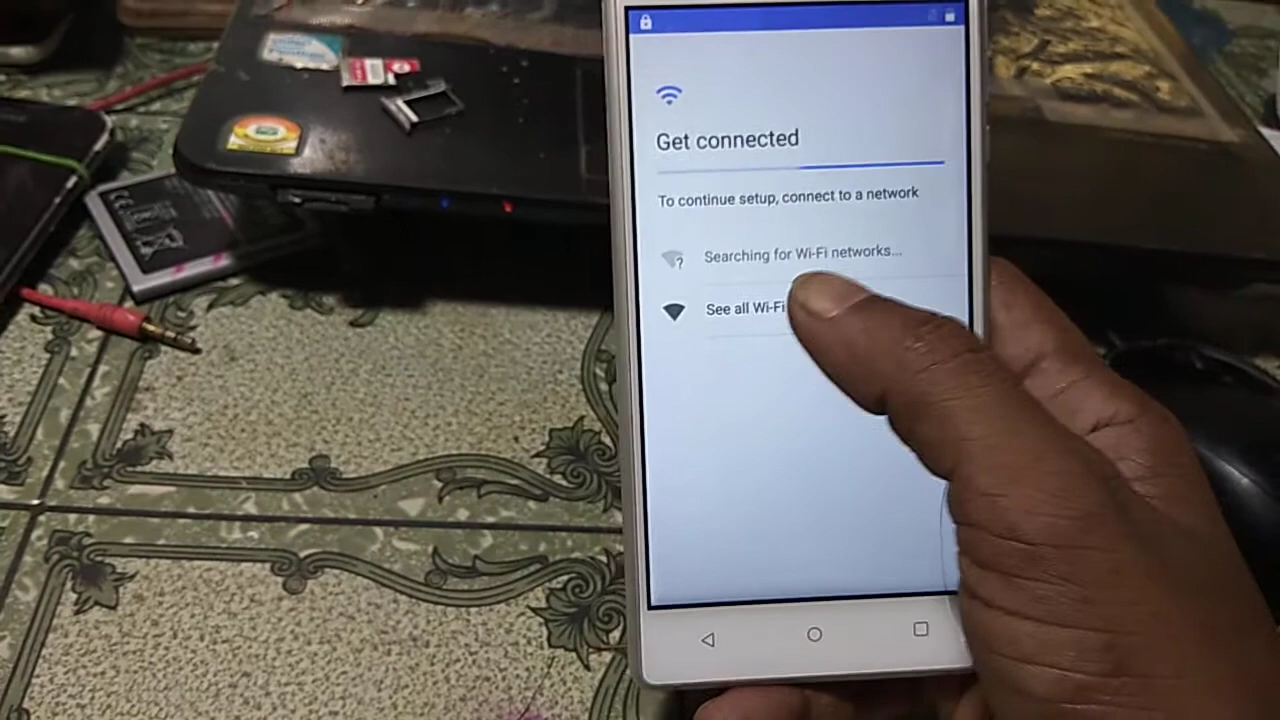 Get connected
To continue setup, connect to a network
?
Searching for Wi-Fi networks...
See all Wi-Fi